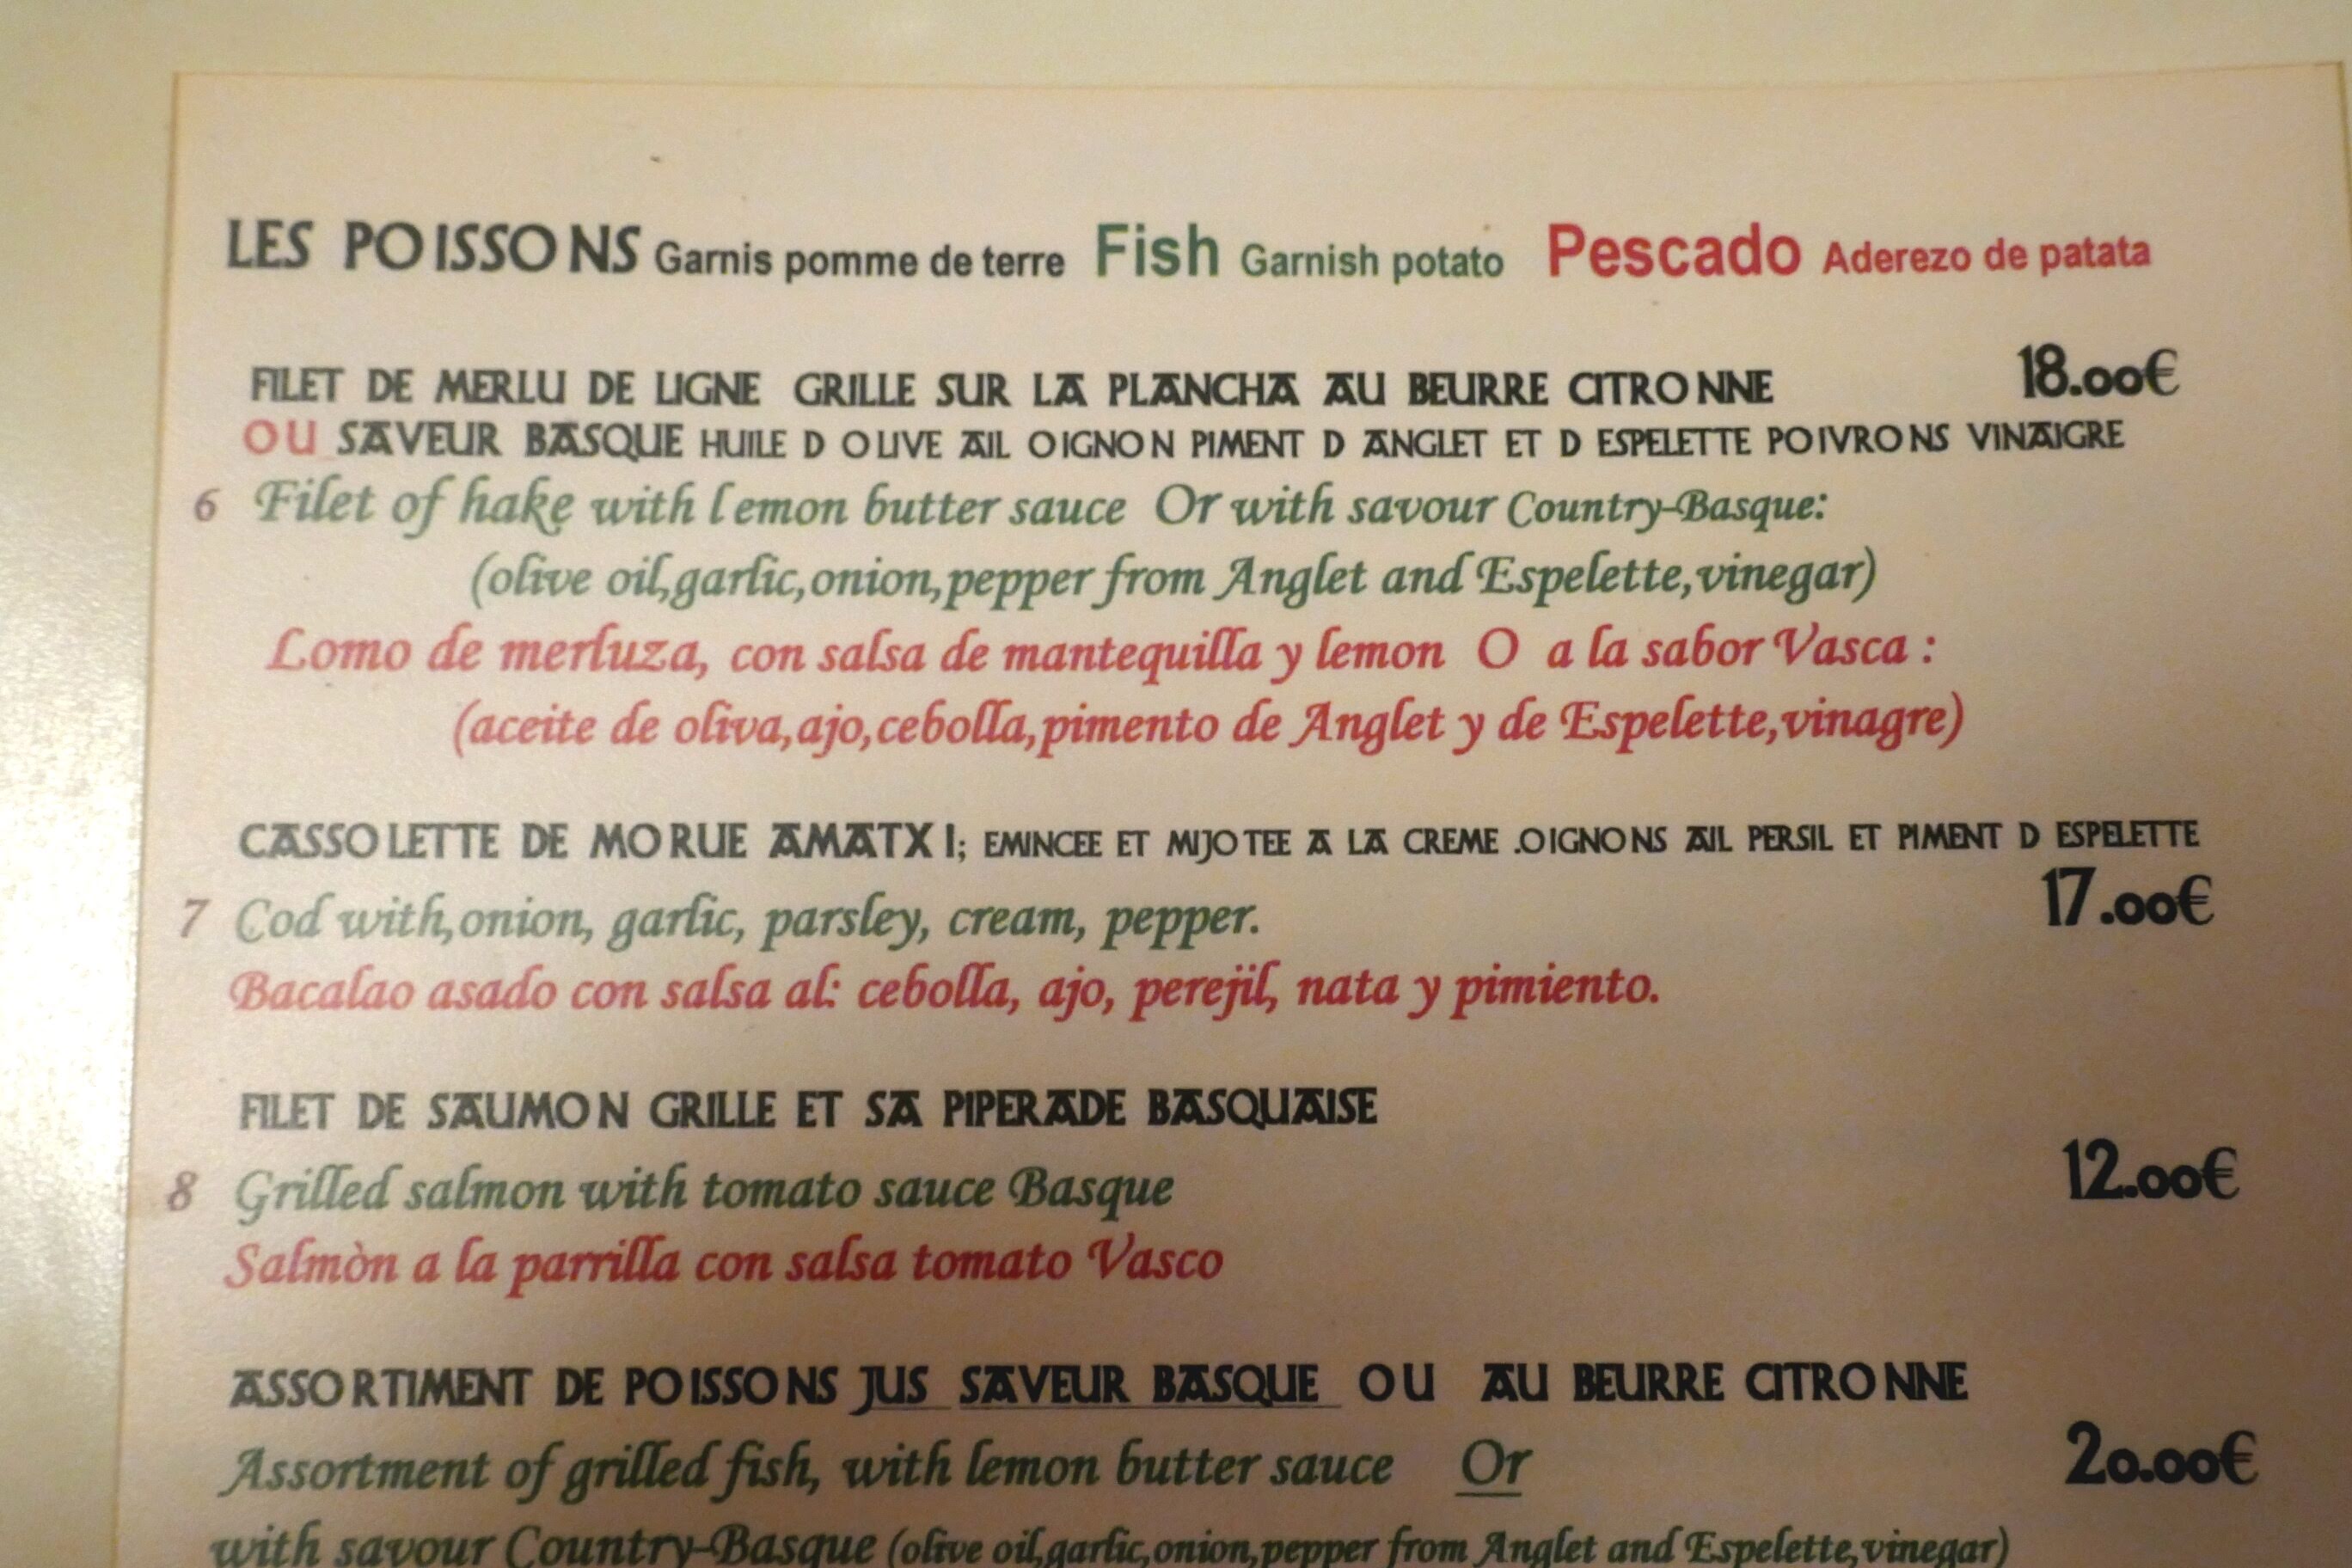 LES POISSONS Garnis pomme de terre Fish Garnish potato Pescado Aderezo de patata
FILET DE MERLU DE LIGNE GRILLE SUR LA PLANCHA AU BEURRE CITRONNE 18.00€
OU SAVEUR BASQUE HUILE D OLIVE AIL OIGNON PIMENT D ANGLET ET D ESPELETTE POIVRONS VINAIGRE
6 Filet of hake with lemon butter sauce Or with savour Country-Basque:
(olive oil,garlic,onion,pepper from Anglet and Espelette,vinegar)
Lomo de merluza, con salsa de mantequilla y lemon O a la sabor Vasca :
(aceite de oliva,ajo,cebolla,pimento de Anglet y de Espelette,vinagre)
CASSOLETTE DE MORUE AMATXI; EMINCEE ET MIJOTEE A LA CREME .OIGNONS AIL PERSIL ET PIMENT D ESPELETTE
7 Cod with,onion, garlic, parsley, cream, pepper. 17.00€
Bacalao asado con salsa al: cebolla, ajo, perejil, nata y pimiento.
FILET DE SAUMON GRILLE ET SA PIPERADE BASQUAISE
8 Grilled salmon with tomato sauce Basque 12.00€
Salmòn a la parrilla con salsa tomato Vasco
ASSORTIMENT DE POISSONS JUS SAVEUR BASQUE OU AU BEURRE CITRONNE
Assortment of grilled fish, with lemon butter sauce Or 20.00€
with savour Country-Basque (olive oil,garlic,onion,pepper from Anglet and Espelette,vinegar)